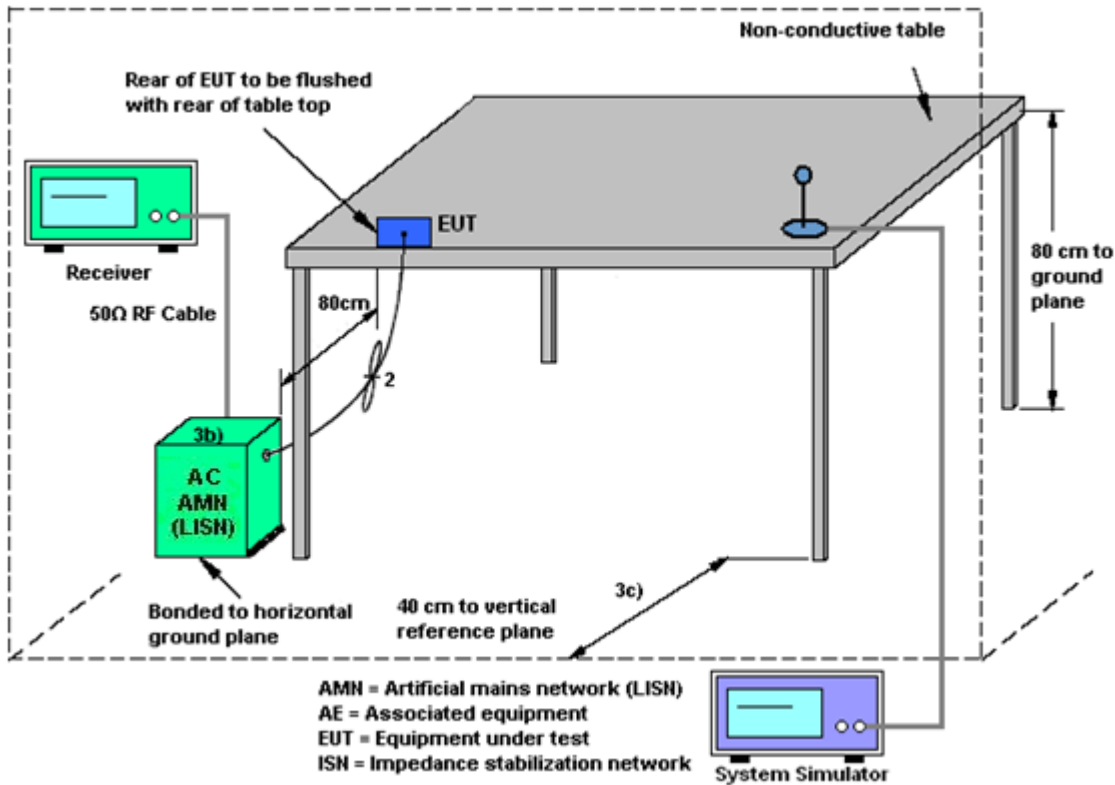 Non-conductive table
Rear of EUT to be flushed
with rear of table top
EUT
Receiver
80cm
80 cm to
ground
plane
50Ω RF Cable
2
3b)
AC
AMN
(LISN)
3c)
Bonded to horizontal
ground plane
40 cm to vertical
reference plane
AMN = Artificial mains network (LISN)
AE = Associated equipment
EUT = Equipment under test
ISN = Impedance stabilization network
System Simulator